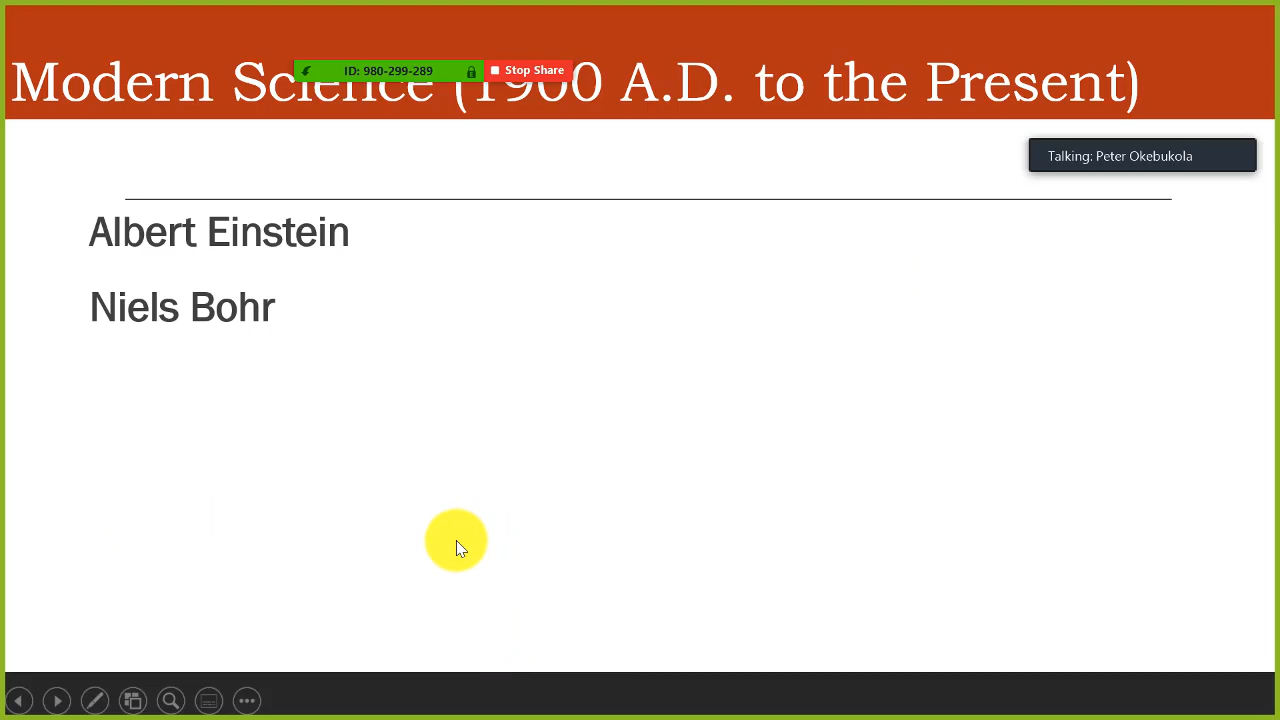 Modern Science (1900 A.D. to the Present)
ID: 980-299-289 Stop Share
Talking: Peter Okebukola
Albert Einstein
Niels Bohr